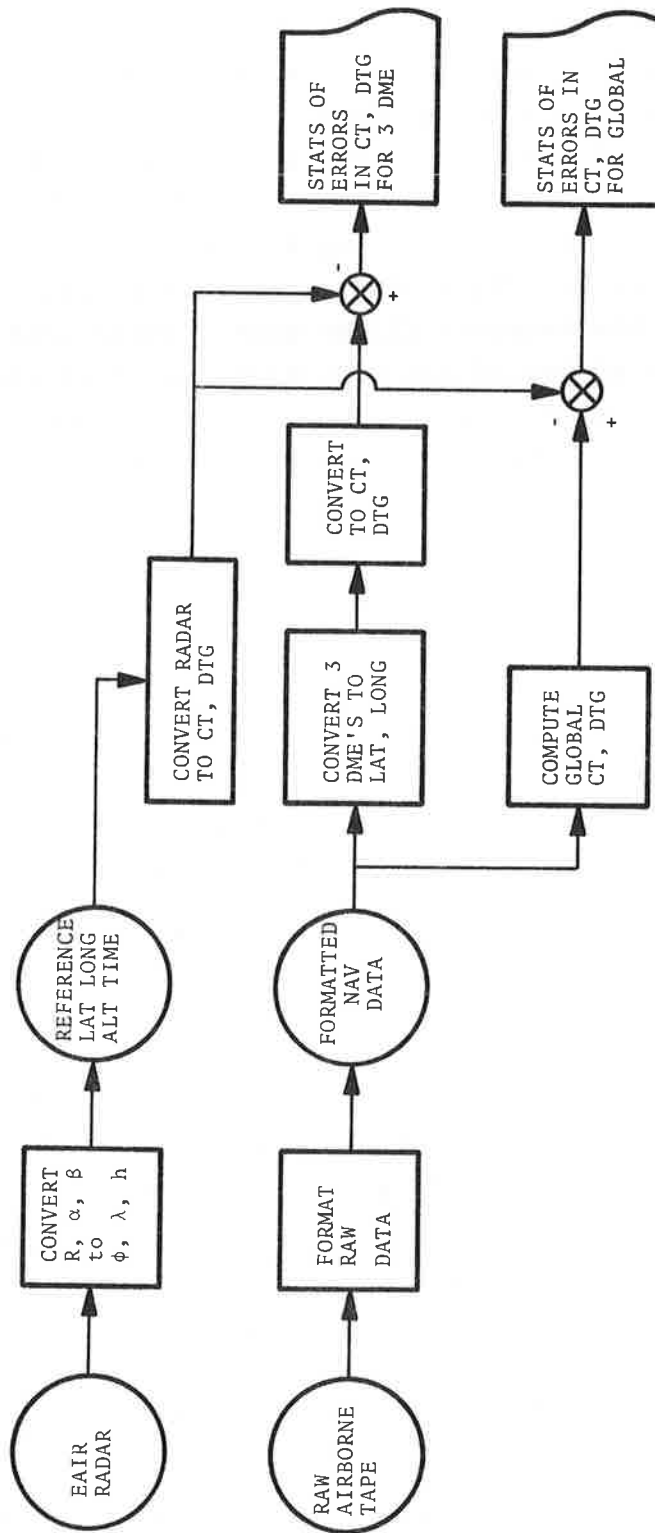 EAIR
RADAR
CONVERT
R, α, β
to
ϕ, λ, h
REFERENCE
LAT LONG
ALT TIME
CONVERT RADAR
TO CT, DTG
RAW
AIRBORNE
TAPE
FORMAT
RAW
DATA
FORMATTED
NAV
DATA
CONVERT 3
DME'S TO
LAT, LONG
CONVERT
TO CT,
DTG
-
+
STATS OF
ERRORS
IN CT, DTG
FOR 3 DME
COMPUTE
GLOBAL
CT, DTG
-
+
STATS OF
ERRORS IN
CT, DTG
FOR GLOBAL